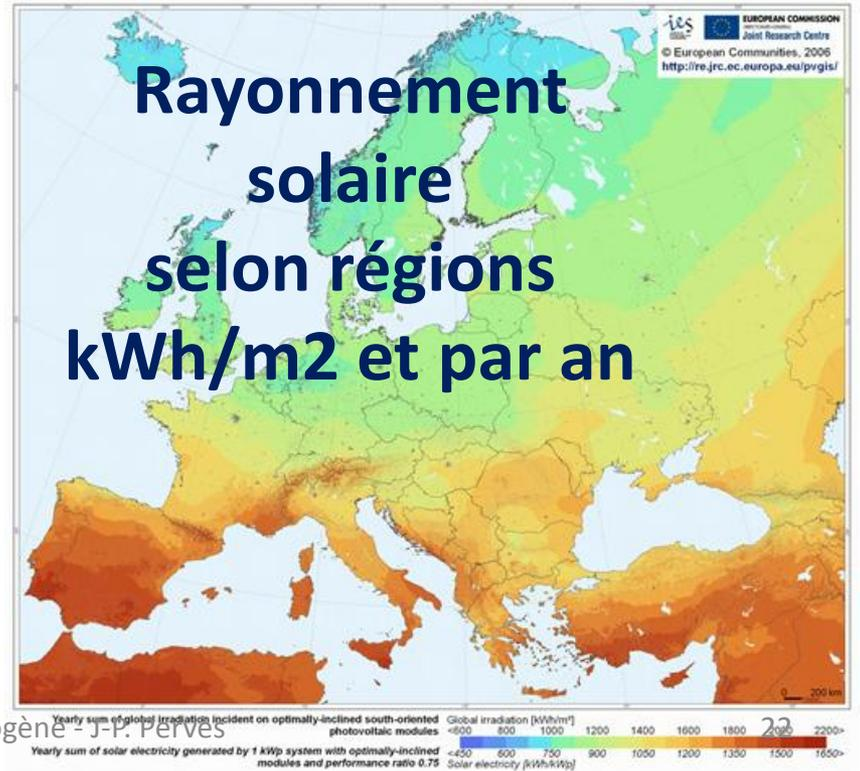 ies
EUROPEAN COMMISSION
Joint Research Centre
© European Communities, 2006
http://re.jrc.ec.europa.eu/pvgis/
Rayonnement
solaire
selon régions
kWh/m2 et par an
0 200 km
ogène - J-P. Pervès
22
Yearly sum of global irradiation incident on optimally-inclined south-oriented
photovoltaic modules
Yearly sum of solar electricity generated by 1 kWp system with optimally-inclined
modules and performance ratio 0.75
Global irradiation [kWh/m²]
<600 800 1000 1200 1400 1600 1800 2000 2200>
<450 600 750 900 1050 1200 1350 1500 1650>
Solar electricity [kWh/kWp]